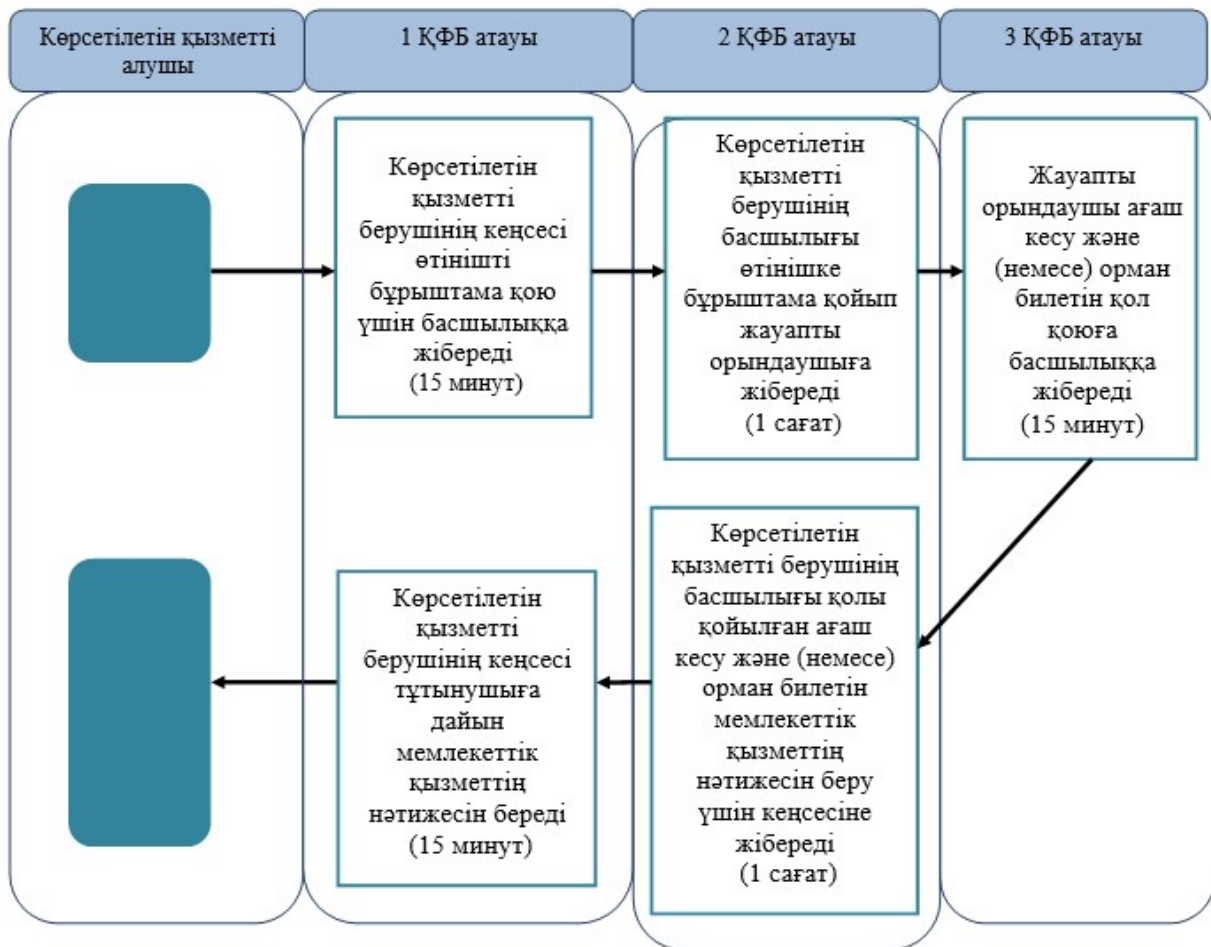 Көрсетілетін қызметті
алушы
1 ҚФБ атауы
2 ҚФБ атауы
3 ҚФБ атауы
Көрсетілетін
қызметті
берушінің кеңсесі
өтінішті
бұрыштама қою
үшін басшылыққа
жібереді
(15 минут)
Көрсетілетін
қызметті
берушінің
басшылығы
өтінішке
бұрыштама қойып
жауапты
орындаушыға
жібереді
(1 сағат)
Жауапты
орындаушы ағаш
кесу және
(немесе) орман
билетін қол
қоюға
басшылыққа
жібереді
(15 минут)
Көрсетілетін
қызметті берушінің
басшылығы қолы
қойылған ағаш
кесу және (немесе)
орман билетін
мемлекеттік
қызметтің
нәтижесін беру
үшін кеңсесіне
жібереді
(1 сағат)
Көрсетілетін
қызметті
берушінің кеңсесі
тұтынушыға
дайын
мемлекеттік
қызметтің
нәтижесін береді
(15 минут)